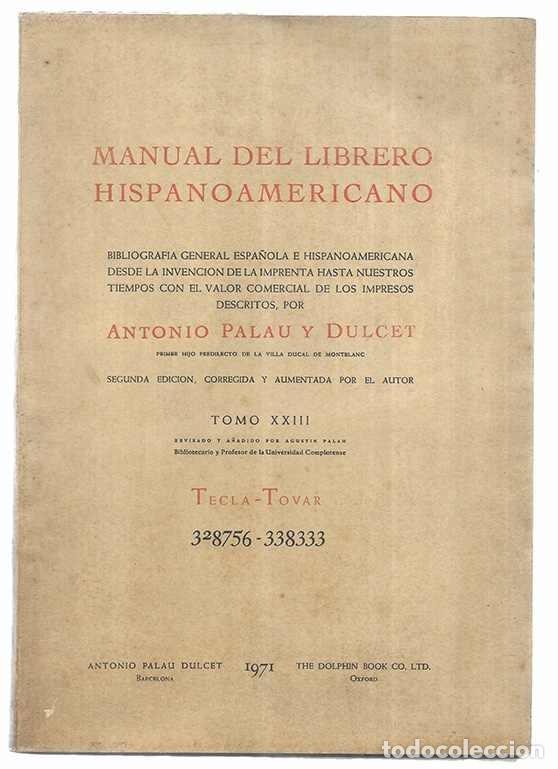 MANUAL DEL LIBRERO
HISPANOAMERICANO
BIBLIOGRAFIA GENERAL ESPAÑOLA E HISPANOAMERICANA
DESDE LA INVENCION DE LA IMPRENTA HASTA NUESTROS
TIEMPOS CON EL VALOR COMERCIAL DE LOS IMPRESOS
DESCRITOS, POR
ANTONIO PALAU Y DULCET
PRIMER HIJO PREDILECTO DE LA VILLA DUCAL DE MONTBLANC
SEGUNDA EDICION, CORREGIDA Y AUMENTADA POR EL AUTOR
TOMO XXIII
REVISADO Y AÑADIDO POR AGUSTIN PALAU
Bibliotecario y Profesor de la Universidad Complutense
TECLA-TOVAR
328756-338333
ANTONIO PALAU DULCET 1971 THE DOLPHIN BOOK CO. LTD.
BARCELONA OXFORD
todocoleccion